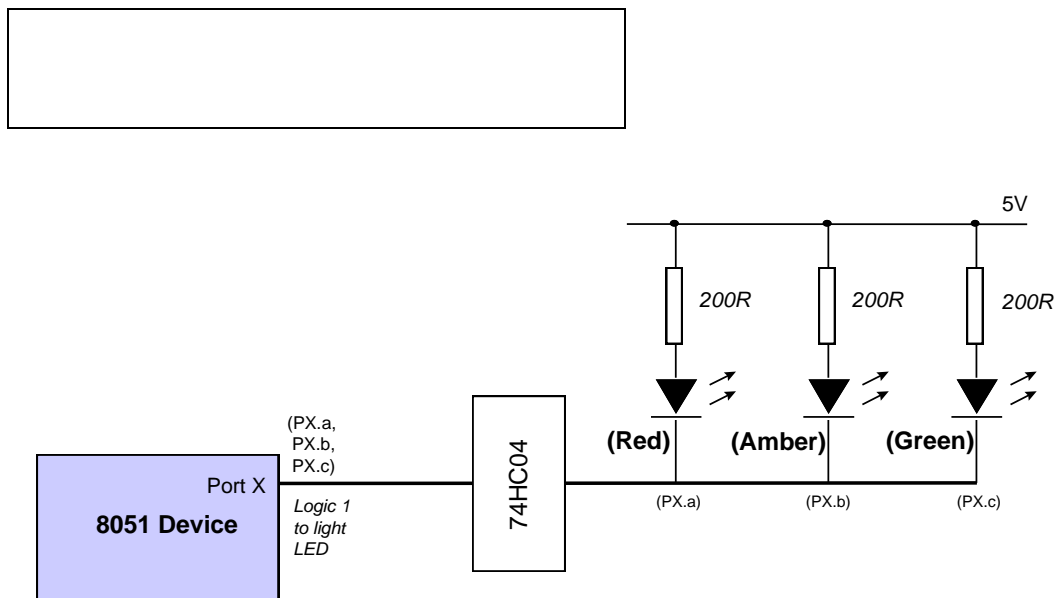 5V
200R
200R
200R
(Red)
(Amber)
(Green)
(PX.a)
(PX.b)
(PX.c)
(PX.a,
PX.b,
PX.c)
Port X
8051 Device
Logic 1
to light
LED
74HC04